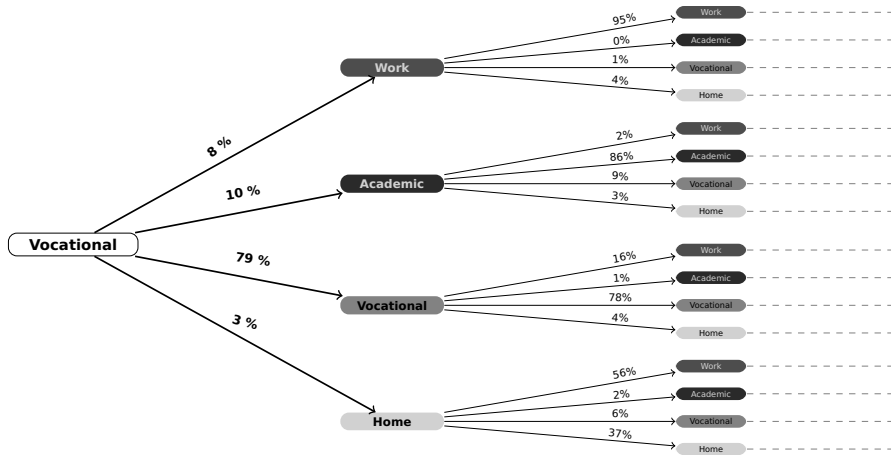 Vocational
8 %
10 %
79 %
3 %
Work
95%
0%
1%
4%
Work
Academic
Vocational
Home
Academic
2%
86%
9%
3%
Work
Academic
Vocational
Home
Vocational
16%
1%
78%
4%
Work
Academic
Vocational
Home
Home
56%
2%
6%
37%
Work
Academic
Vocational
Home